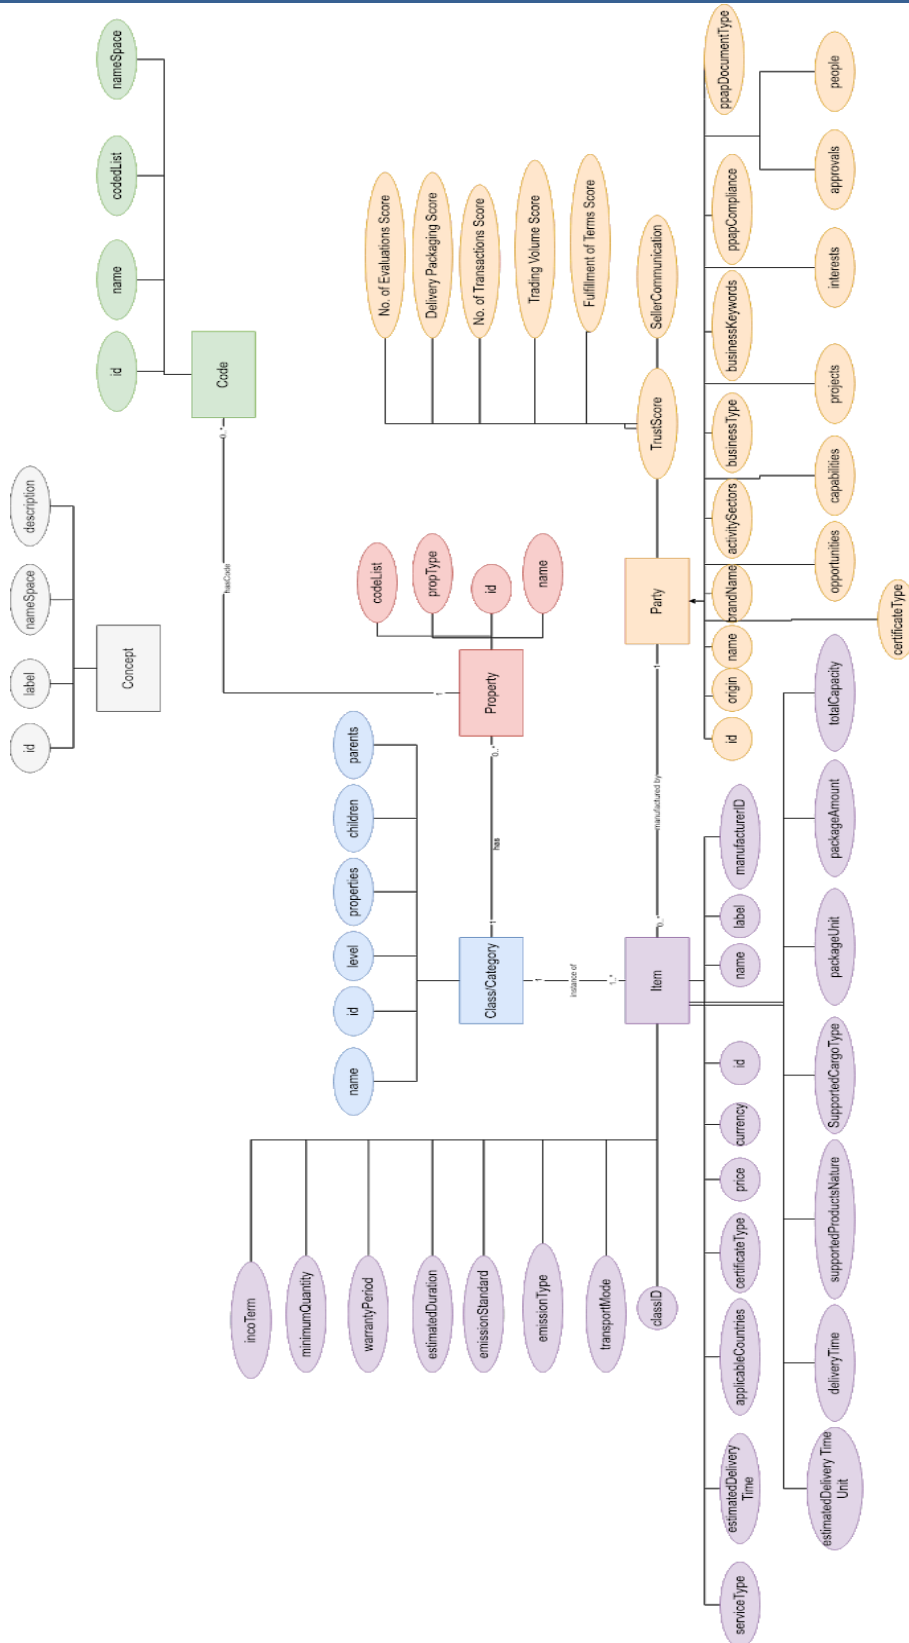 nameSpace
codedList
name
id
Code
0..*
hasCode
1
description
nameSpace
label
id
Concept
No. of Evaluations Score
Delivery Packaging Score
No. of Transactions Score
Trading Volume Score
Fulfillment of Terms Score
SellerCommunication
TrustScore
codeList
propType
id
name
Property
0..*
has
1
parents
children
properties
level
id
name
Class/Category
1
instance of
1..*
Item
0..*
manufactured by
1
Party
ppapDocumentType
ppapCompliance
businessKeywords
businessType
activitySectors
brandName
name
origin
id
people
approvals
interests
projects
capabilities
opportunities
certificateType
incoTerm
minimumQuantity
warrantyPeriod
estimatedDuration
emissionStandard
emissionType
transportMode
classID
manufacturerID
label
name
id
currency
price
certificateType
applicableCountries
estimatedDelivery
Time
serviceType
totalCapacity
packageAmount
packageUnit
SupportedCargoType
supportedProductsNature
deliveryTime
estimatedDelivery Time
Unit